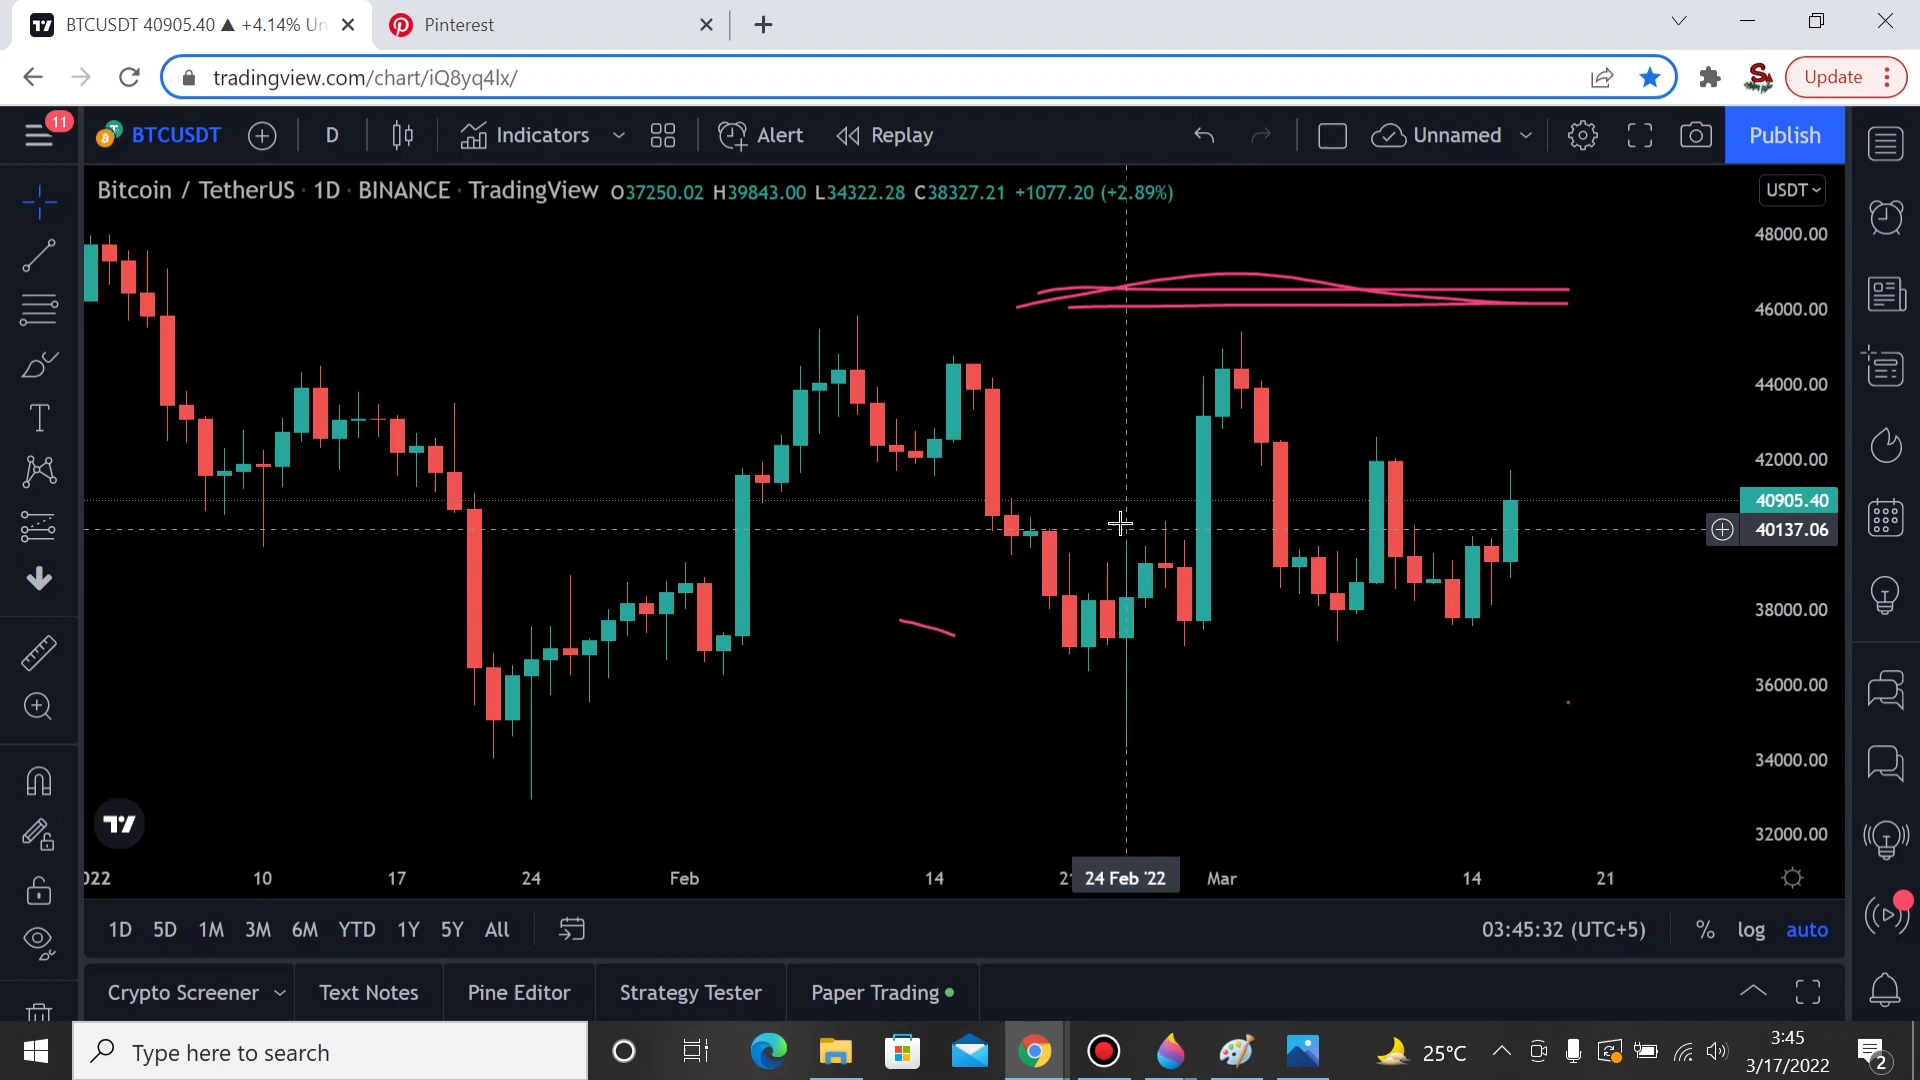 BTCUSDT 40905.40 ▲ +4.14% Un
Pinterest
tradingview.com/chart/iQ8yq4lx/
Update
11
BTCUSDT
D
Indicators
Alert
Replay
Unnamed
Publish
Bitcoin / TetherUS · 1D · BINANCE · TradingView O37250.02 H39843.00 L34322.28 C38327.21 +1077.20 (+2.89%)
USDT
48000.00
46000.00
44000.00
42000.00
40905.40
40137.06
38000.00
36000.00
34000.00
32000.00
022 10 17 24 Feb 14 21 24 Feb '22 Mar 14 21
1D 5D 1M 3M 6M YTD 1Y 5Y All
03:45:32 (UTC+5) % log auto
Crypto Screener Text Notes Pine Editor Strategy Tester Paper Trading
Type here to search
25°C
3:45
3/17/2022
2